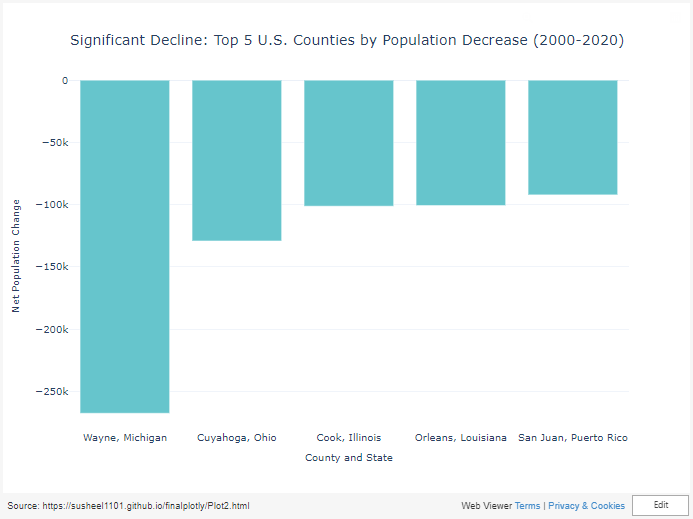 Significant Decline: Top 5 U.S. Counties by Population Decrease (2000-2020)
0
−50k
−100k
−150k
−200k
−250k
Net Population Change
Wayne, Michigan Cuyahoga, Ohio Cook, Illinois Orleans, Louisiana San Juan, Puerto Rico
County and State
Source: https://susheel1101.github.io/finalplotly/Plot2.html Web Viewer Terms | Privacy & Cookies Edit